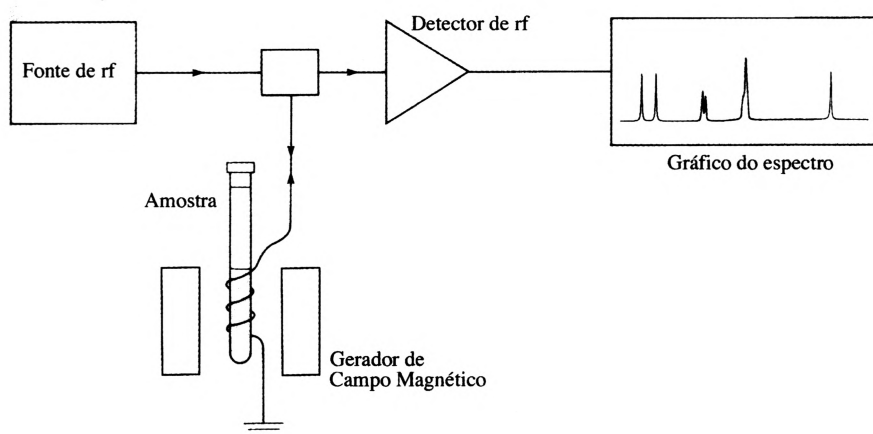 Detector de rf
Fonte de rf
Gráfico do espectro
Amostra
Gerador de
Campo Magnético